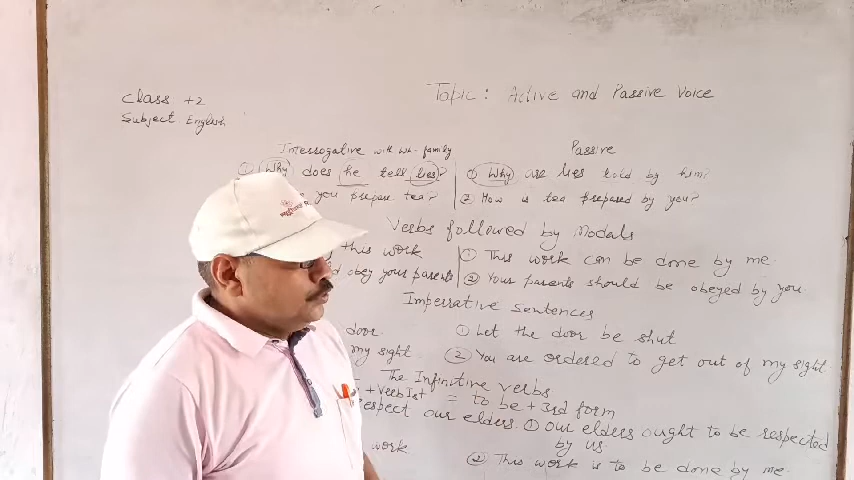 Class +2
Topic: Active and Passive Voice
Subject English
Interrogative with Wh- family
Passive
① Why does he tell lies?
① Why are lies told by him?
you prepare tea?
② How is tea prepared by you?
Verbs followed by Modals
this work
① This work can be done by me.
obey your parents
② Your parents should be obeyed by you.
Imperative Sentences
door.
① Let the door be shut
my sight.
② You are ordered to get out of my sight.
The Infinitive verbs
+ Verb Ist = to be + 3rd form
respect our elders. ① Our elders ought to be respected
by us.
work
② This work is to be done by me.